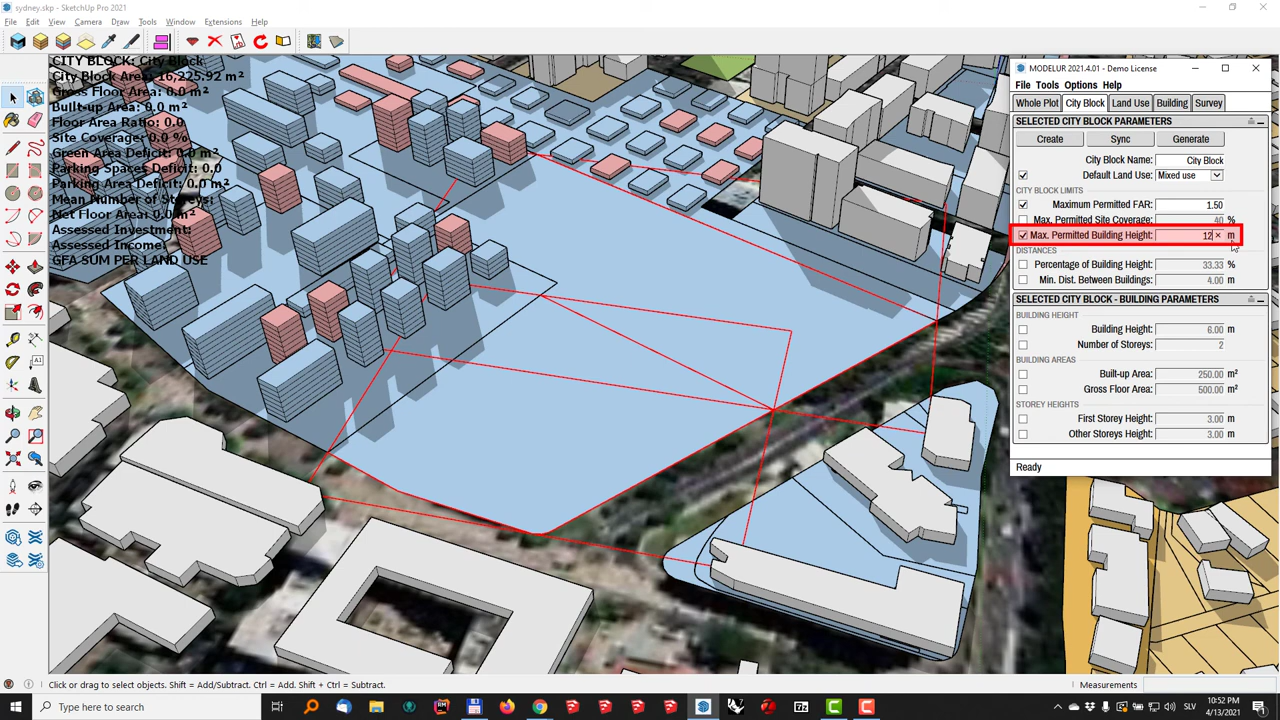 sydney.skp - SketchUp Pro 2021
File Edit View Camera Draw Tools Window Extensions Help
CITY BLOCK: City Block
City Block Area: 16,225.92 m²
Gross Floor Area: 0.0 m²
Built-up Area: 0.0 m²
Floor Area Ratio: 0.0
Site Coverage: 0.0 %
Green Area Deficit: 0.0 m²
Parking Spaces Deficit: 0.0
Parking Area Deficit: 0.0 m²
Mean Number of Storeys:
Net Floor Area: 0.0 m²
Assessed Investment:
Assessed Income:
GFA SUM PER LAND USE
MODELUR 2021.4.01 - Demo License
File Tools Options Help
Whole Plot City Block Land Use Building Survey
SELECTED CITY BLOCK PARAMETERS
Create Sync Generate
City Block Name: City Block
Default Land Use: Mixed use
CITY BLOCK LIMITS
Maximum Permitted FAR: 1.50
Max. Permitted Site Coverage: 40 %
Max. Permitted Building Height: 12 × m
DISTANCES
Percentage of Building Height: 33.33 %
Min. Dist. Between Buildings: 4.00 m
SELECTED CITY BLOCK - BUILDING PARAMETERS
BUILDING HEIGHT
Building Height: 6.00 m
Number of Storeys: 2
BUILDING AREAS
Built-up Area: 250.00 m²
Gross Floor Area: 500.00 m²
STOREY HEIGHTS
First Storey Height: 3.00 m
Other Storeys Height: 3.00 m
Ready
Click or drag to select objects. Shift = Add/Subtract. Ctrl = Add. Shift + Ctrl = Subtract.
Measurements
Type here to search
SLV
10:52 PM
4/13/2021